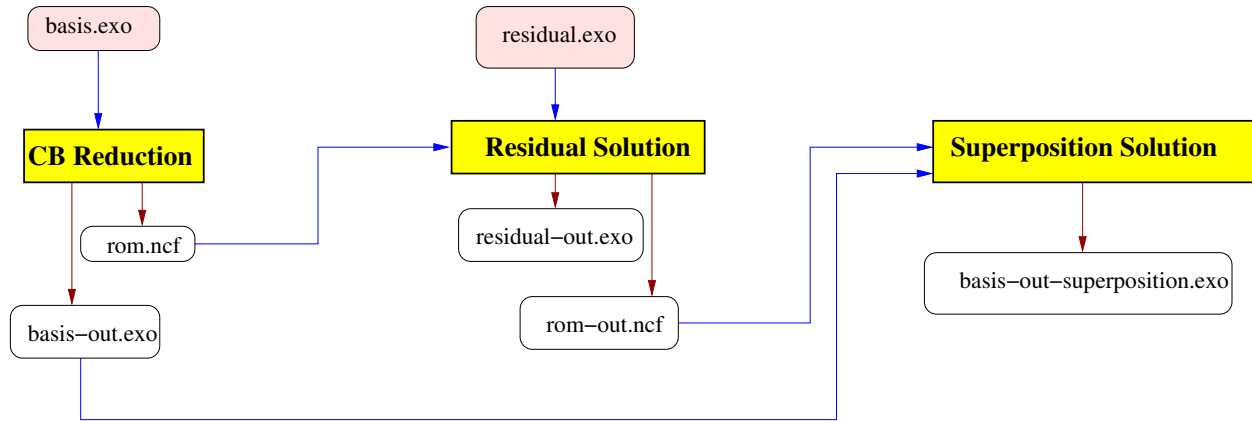 basis.exo
residual.exo
CB Reduction
Residual Solution
Superposition Solution
rom.ncf
residual−out.exo
basis−out−superposition.exo
basis−out.exo
rom−out.ncf